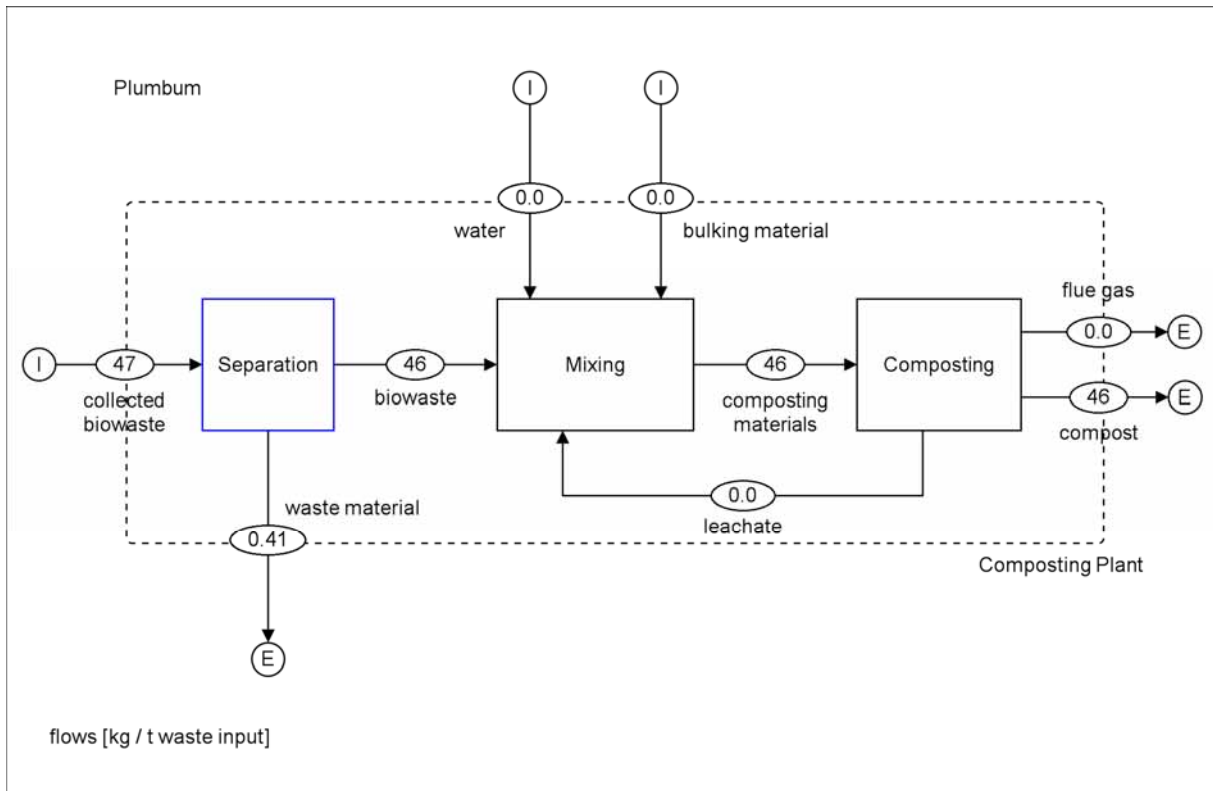 Plumbum
I
I
0.0
0.0
water
bulking material
flue gas
I
47
Separation
46
Mixing
46
Composting
0.0
E
46
E
collected
biowaste
biowaste
composting
materials
compost
waste material
0.0
leachate
0.41
Composting Plant
E
flows [kg / t waste input]